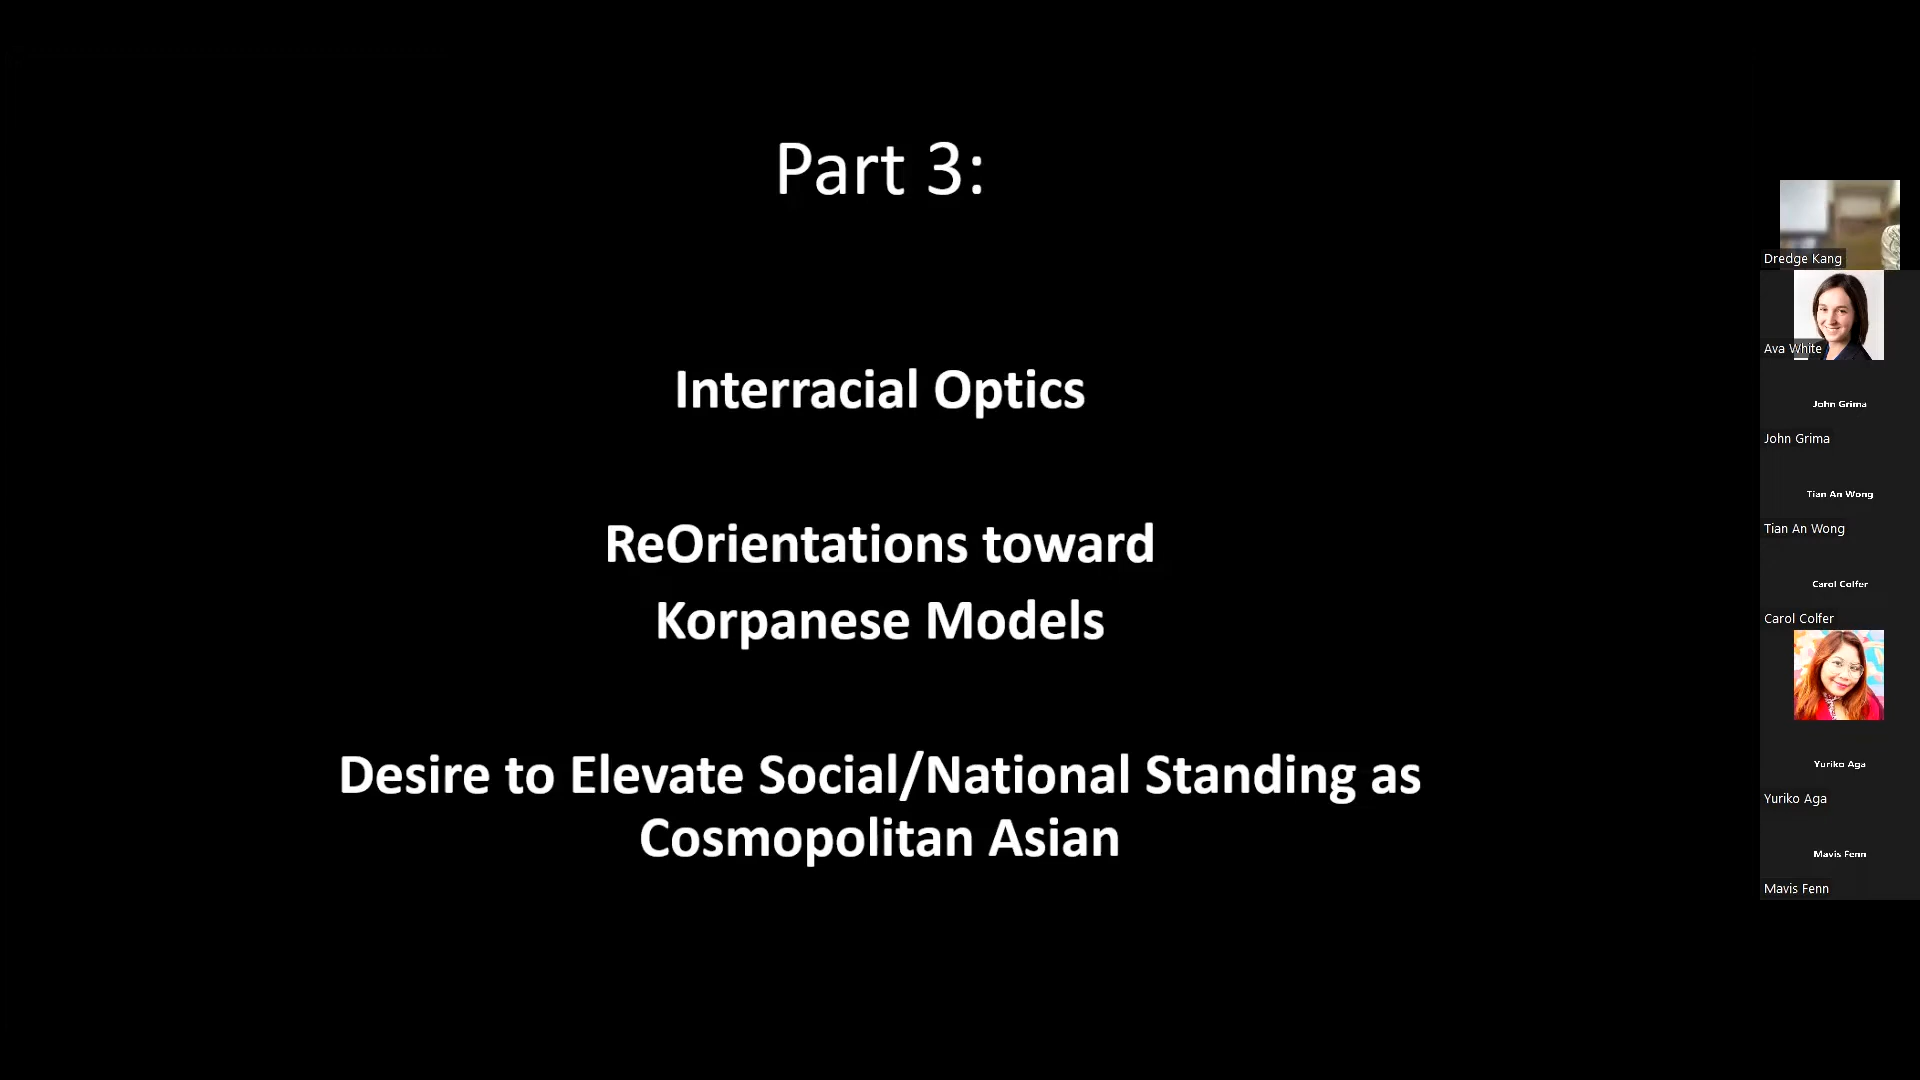 Part 3:
Interracial Optics
ReOrientations toward
Korpanese Models
Desire to Elevate Social/National Standing as
Cosmopolitan Asian
Dredge Kang
Ava White
John Grima
John Grima
Tian An Wong
Tian An Wong
Carol Colfer
Carol Colfer
Yuriko Aga
Yuriko Aga
Mavis Fenn
Mavis Fenn